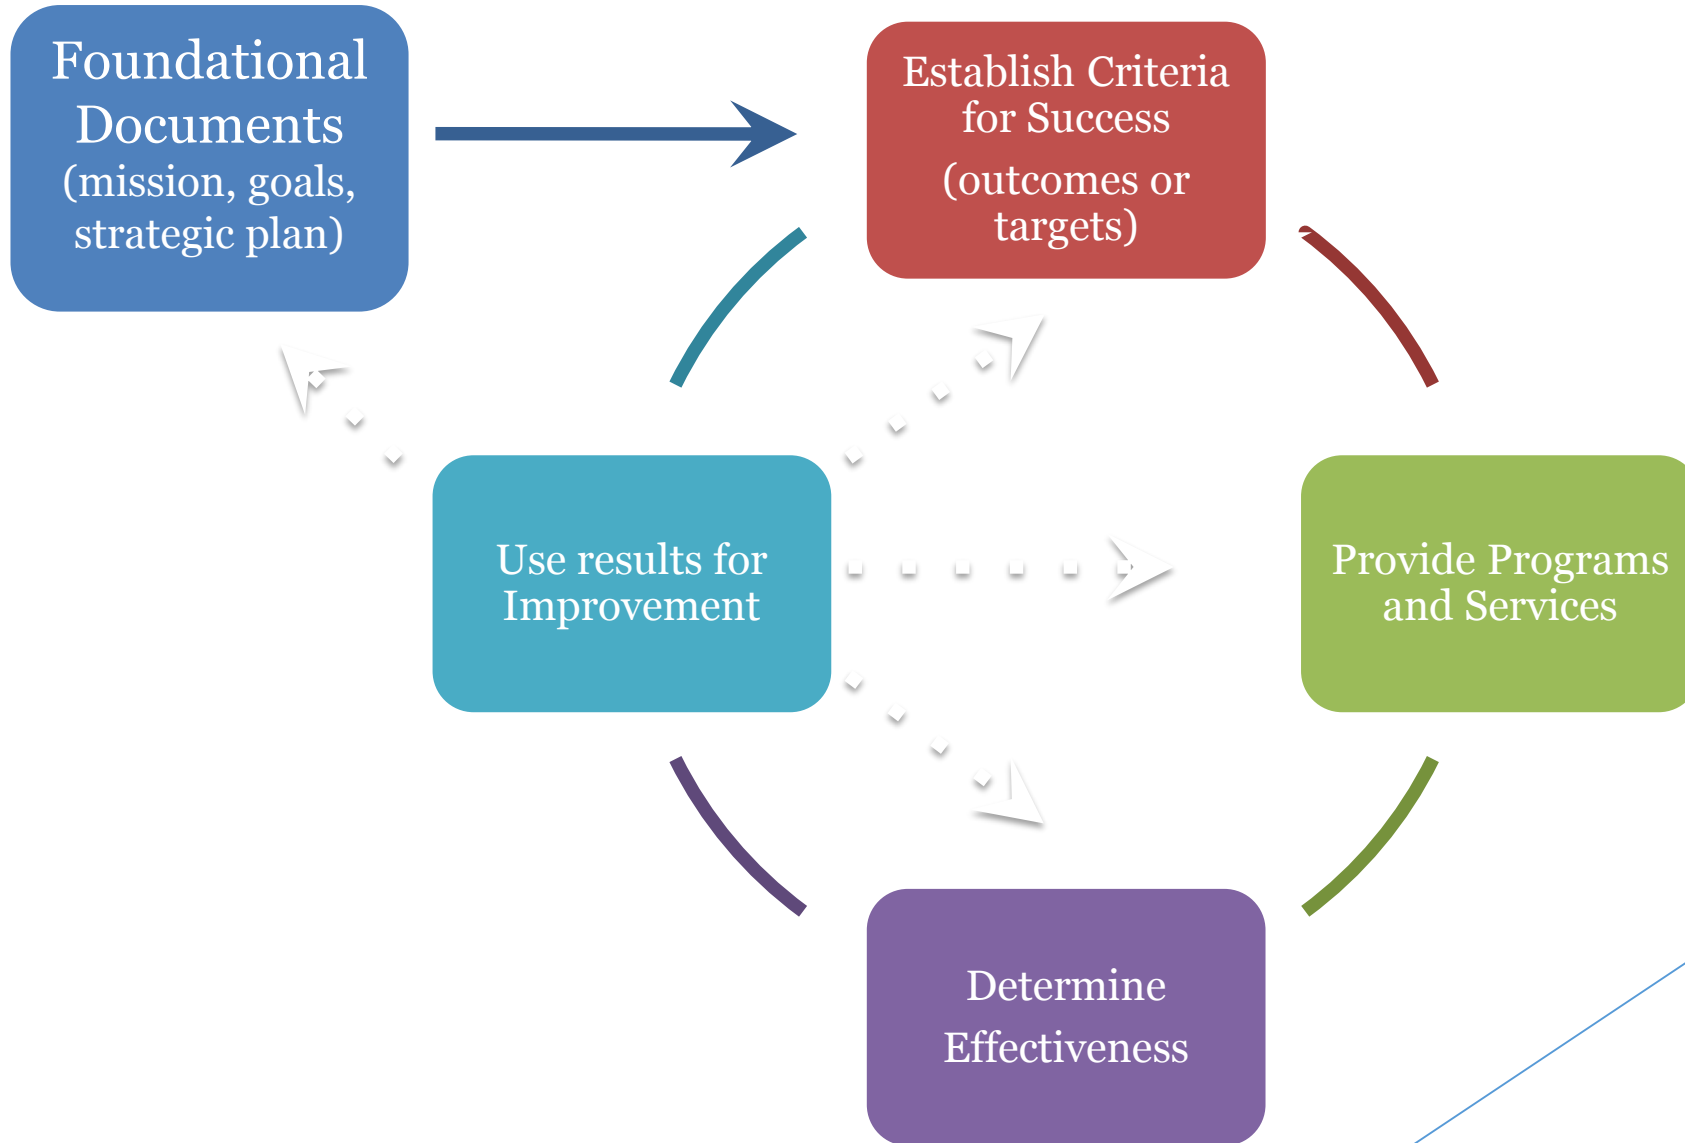 Foundational
Documents
(mission, goals,
strategic plan)
Establish Criteria
for Success
(outcomes or
targets)
Use results for
Improvement
Provide Programs
and Services
Determine
Effectiveness